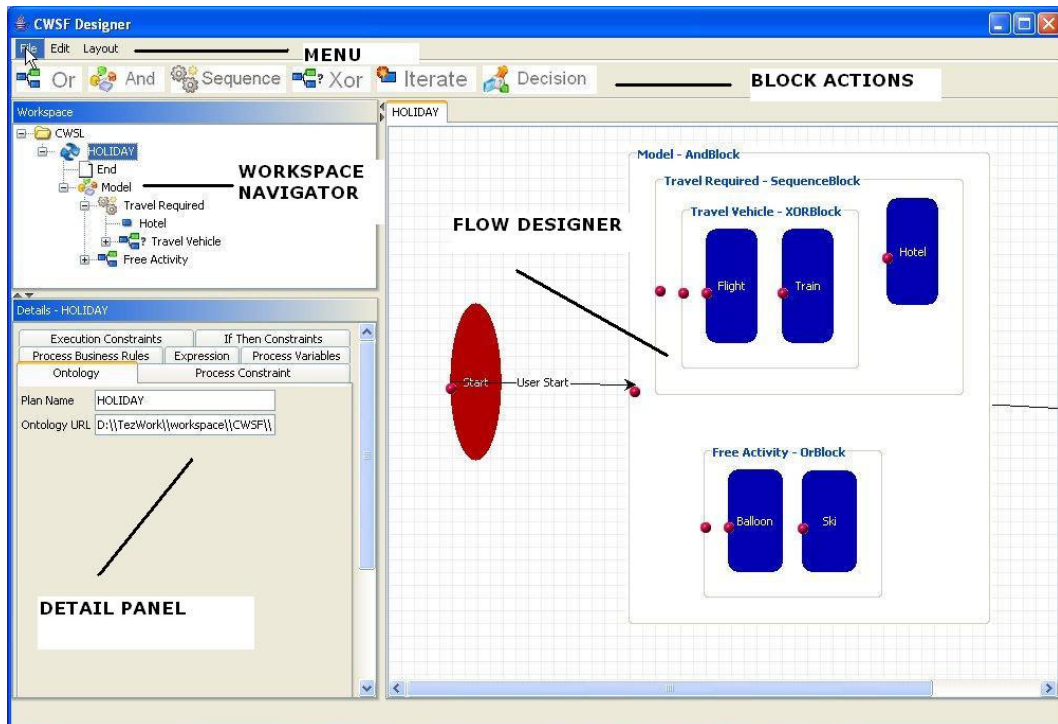 CWSF Designer
File Edit Layout
MENU
Or And Sequence ? Xor Iterate Decision
BLOCK ACTIONS
Workspace
CWSL
HOLIDAY
End
Model
Travel Required
Hotel
? Travel Vehicle
Free Activity
WORKSPACE
NAVIGATOR
Details - HOLIDAY
Execution Constraints If Then Constraints
Process Business Rules Expression Process Variables
Ontology Process Constraint
Plan Name HOLIDAY
Ontology URL D:\\TezWork\\workspace\\CWSF\\
DETAIL PANEL
HOLIDAY
FLOW DESIGNER
Start
User Start
Model - AndBlock
Travel Required - SequenceBlock
Travel Vehicle - XORBlock
Flight
Train
Hotel
Free Activity - OrBlock
Balloon
Ski